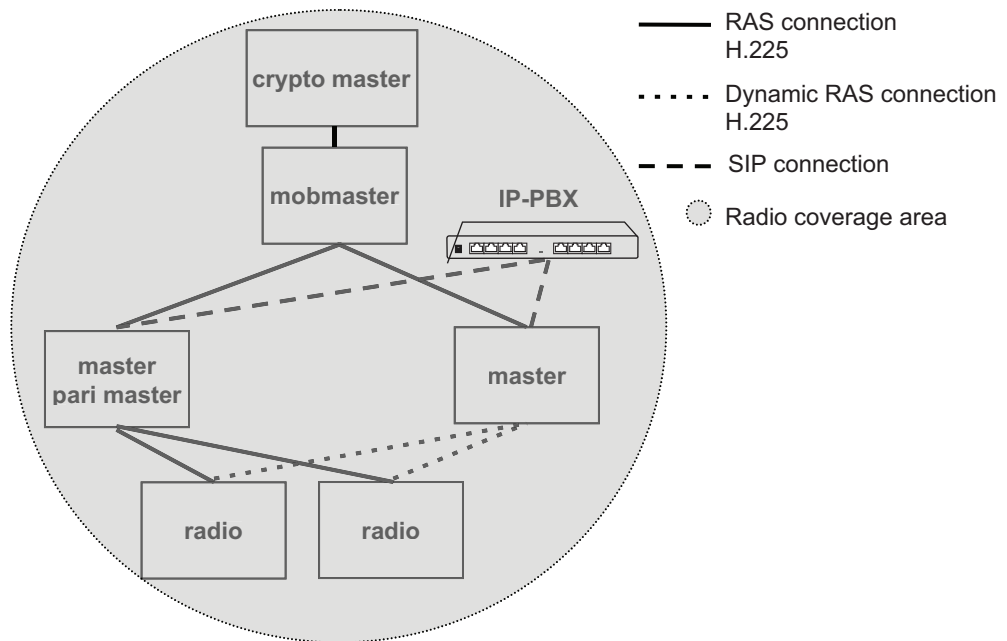 crypto master
mobmaster
IP-PBX
master
pari master
master
radio
radio
RAS connection
H.225
Dynamic RAS connection
H.225
SIP connection
Radio coverage area